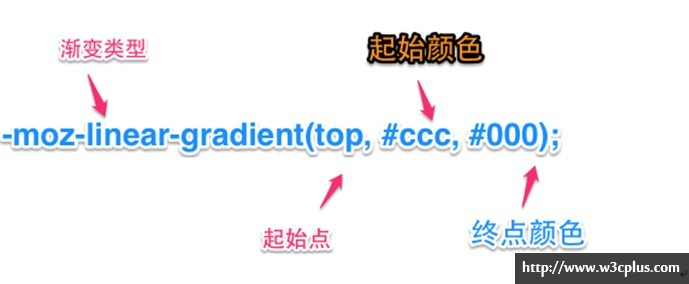 渐变类型
起始颜色
-moz-linear-gradient(top, #ccc, #000);
起始点
终点颜色
http://www.w3cplus.com